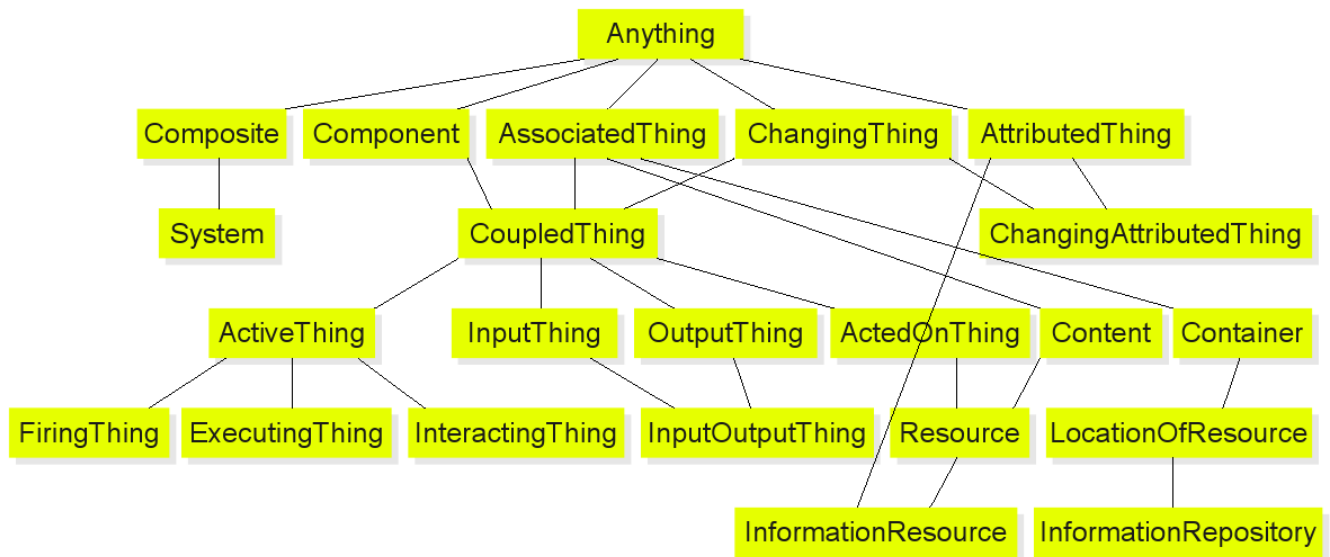 Anything
Composite
Component
AssociatedThing
ChangingThing
AttributedThing
System
CoupledThing
ChangingAttributedThing
ActiveThing
InputThing
OutputThing
ActedOnThing
Content
Container
FiringThing
ExecutingThing
InteractingThing
InputOutputThing
Resource
LocationOfResource
InformationResource
InformationRepository